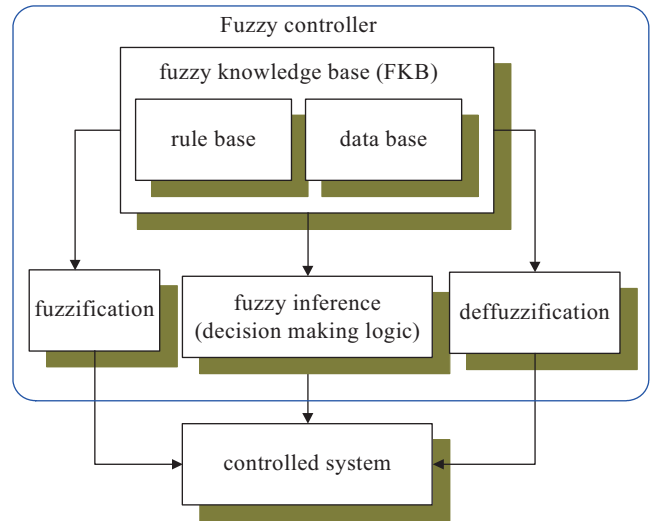 Fuzzy controller
fuzzy knowledge base (FKB)
rule base
data base
fuzzification
fuzzy inference
(decision making logic)
deffuzzification
controlled system